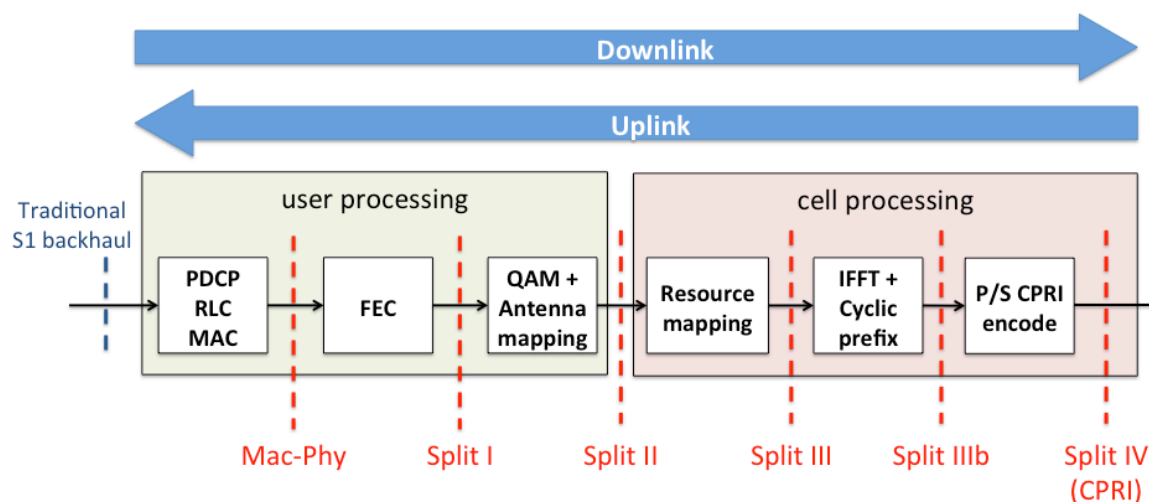 Downlink
Uplink
user processing
cell processing
Traditional
S1 backhaul
PDCP
RLC
MAC
FEC
QAM +
Antenna
mapping
Resource
mapping
IFFT +
Cyclic
prefix
P/S CPRI
encode
Mac-Phy
Split I
Split II
Split III
Split IIIb
Split IV
(CPRI)